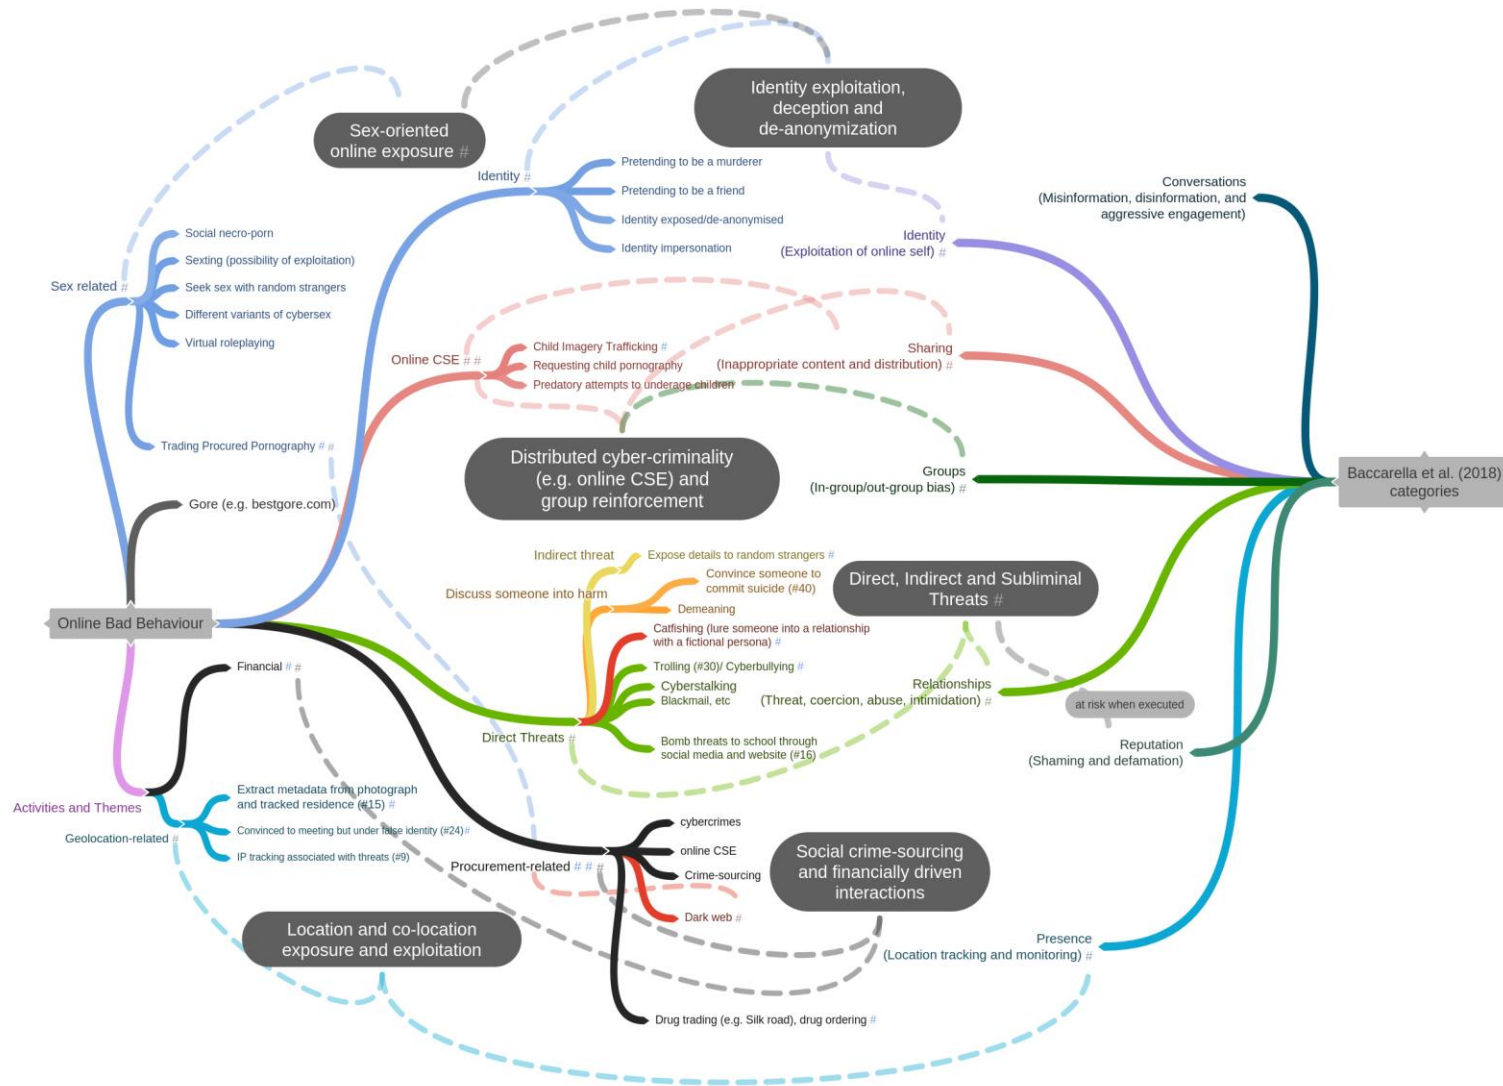 Identity exploitation,
deception and
de-anonymization
Sex-oriented
online exposure #
Identity #
Pretending to be a murderer
Pretending to be a friend
Identity exposed/de-anonymised
Identity impersonation
Conversations
(Misinformation, disinformation, and
aggressive engagement)
Identity
(Exploitation of online self) #
Sex related #
Social necro-porn
Sexting (possibility of exploitation)
Seek sex with random strangers
Different variants of cybersex
Virtual roleplaying
Trading Procured Pornography # #
Online CSE # #
Child Imagery Trafficking #
Requesting child pornography
Predatory attempts to underage children
Sharing
(Inappropriate content and distribution) #
Distributed cyber-criminality
(e.g. online CSE) and
group reinforcement
Groups
(In-group/out-group bias) #
Baccarella et al. (2018)
categories
Gore (e.g. bestgore.com)
Online Bad Behaviour
Indirect threat
Expose details to random strangers #
Discuss someone into harm
Convince someone to
commit suicide (#40)
Demeaning
Direct, Indirect and Subliminal
Threats #
Catfishing (lure someone into a relationship
with a fictional persona) #
Trolling (#30)/ Cyberbullying #
Cyberstalking
Blackmail, etc
Relationships
(Threat, coercion, abuse, intimidation) #
at risk when executed
Direct Threats #
Bomb threats to school through
social media and website (#16)
Reputation
(Shaming and defamation)
Financial # #
Activities and Themes
Extract metadata from photograph
and tracked residence (#15) #
Geolocation-related #
Convinced to meeting but under false identity (#24)#
IP tracking associated with threats (#9)
Procurement-related # # #
cybercrimes
online CSE
Crime-sourcing
Dark web #
Social crime-sourcing
and financially driven
interactions
Location and co-location
exposure and exploitation
Presence
(Location tracking and monitoring) #
Drug trading (e.g. Silk road), drug ordering #